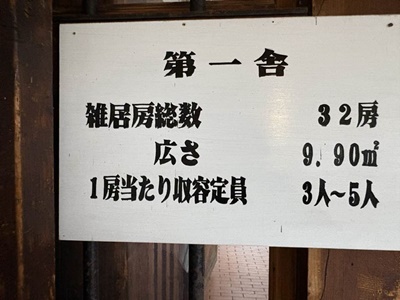 第一舎
雑居房総数 32房
広さ 9.90㎡
1房当たり収容定員 3人〜5人